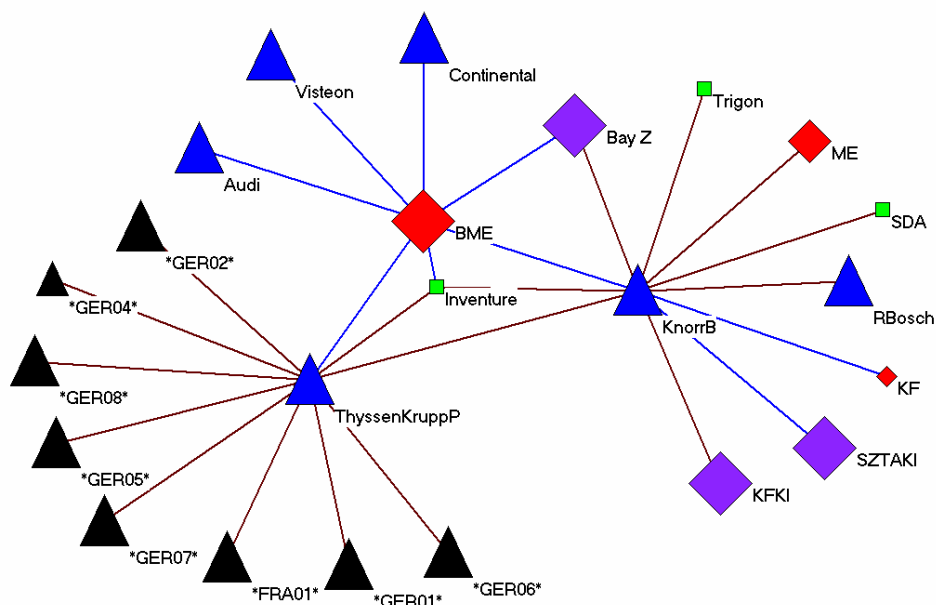 Continental
Visteon
Trigon
Bay Z
ME
Audi
SDA
BME
*GER02*
*GER04*
Inventure
RBosch
KnorrB
*GER08*
KF
ThyssenKruppP
SZTAKI
*GER05*
KFKI
*GER07*
*FRA01*
*GER01*
*GER06*